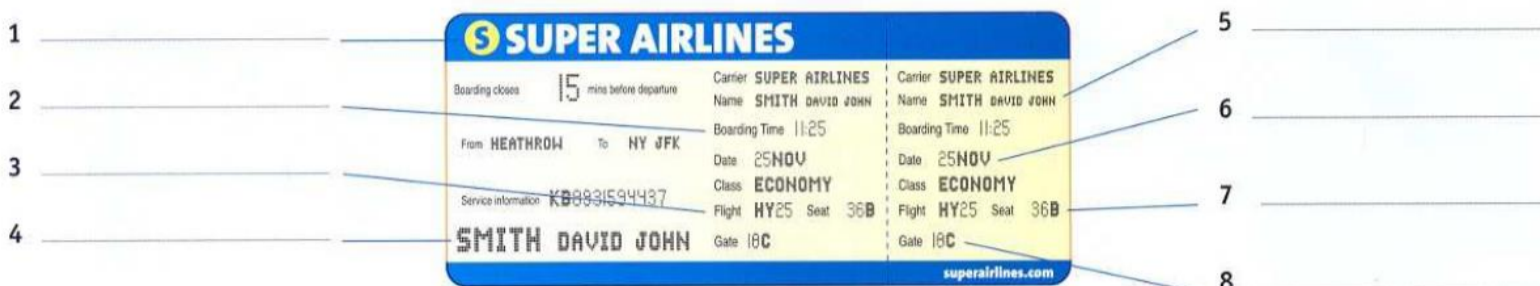 1
2
3
4
S SUPER AIRLINES
Boarding closes 15 mins before departure
From HEATHROW To NY JFK
Service information KB8931594437
SMITH DAVID JOHN
Carrier SUPER AIRLINES
Name SMITH DAVID JOHN
Boarding Time 11:25
Date 25NOV
Class ECONOMY
Flight HY25 Seat 36B
Gate 18C
Carrier SUPER AIRLINES
Name SMITH DAVID JOHN
Boarding Time 11:25
Date 25NOV
Class ECONOMY
Flight HY25 Seat 36B
Gate 18C
superairlines.com
5
6
7
8